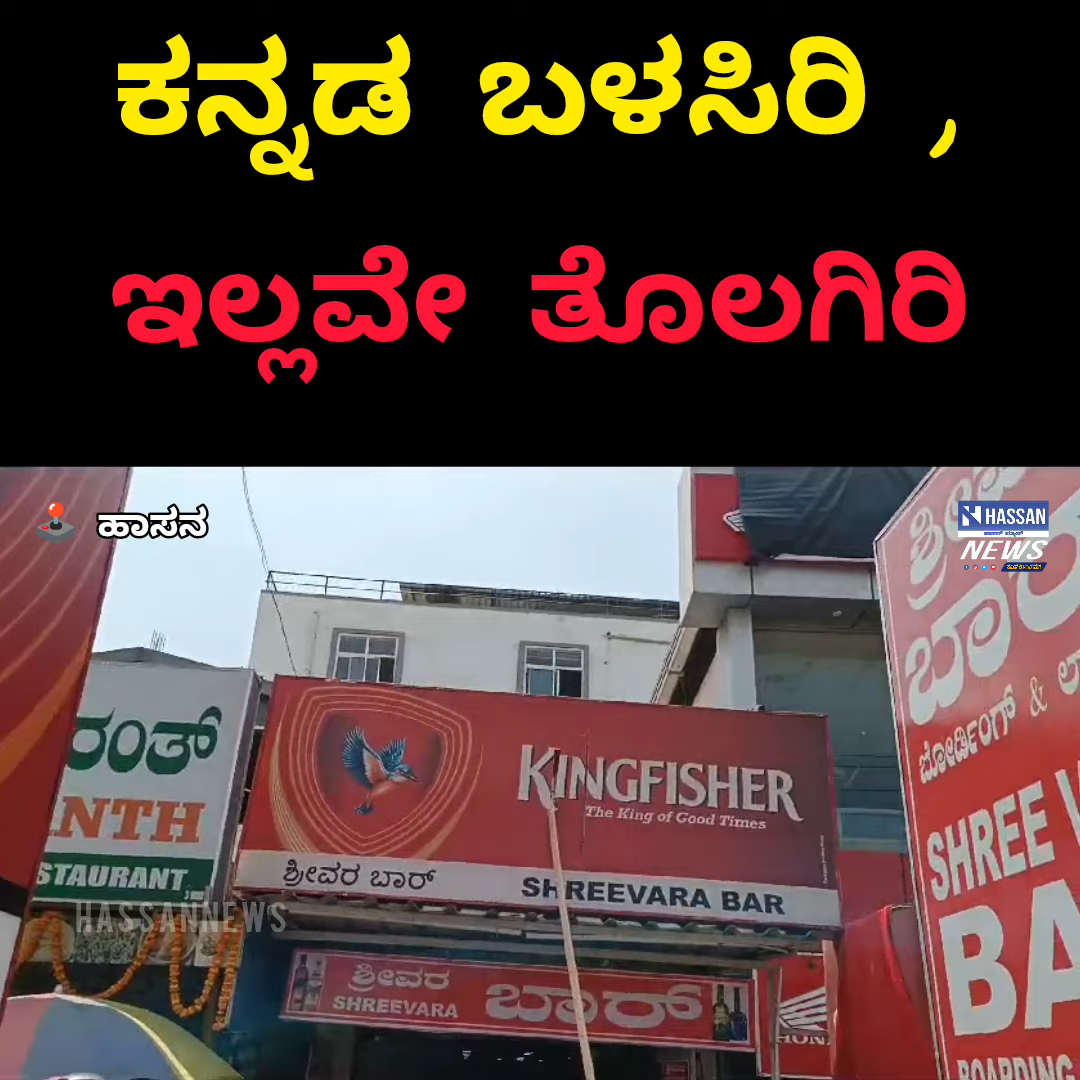 ಕನ್ನಡ ಬಳಸಿರಿ ,
ಇಲ್ಲವೇ ತೊಲಗಿರಿ
ಹಾಸನ
HASSAN
NEWS
ರಂತ್
NTH
STAURANT
HASSANNEWS
KINGFISHER
The King of Good Times
ಶ್ರೀವರ ಬಾರ್
SHREEVARA BAR
ಶ್ರೀವರ
SHREEVARA
ಬಾರ್
ಬೋರ್ಡಿಂಗ್ &
SHREE
BA
BOARDING